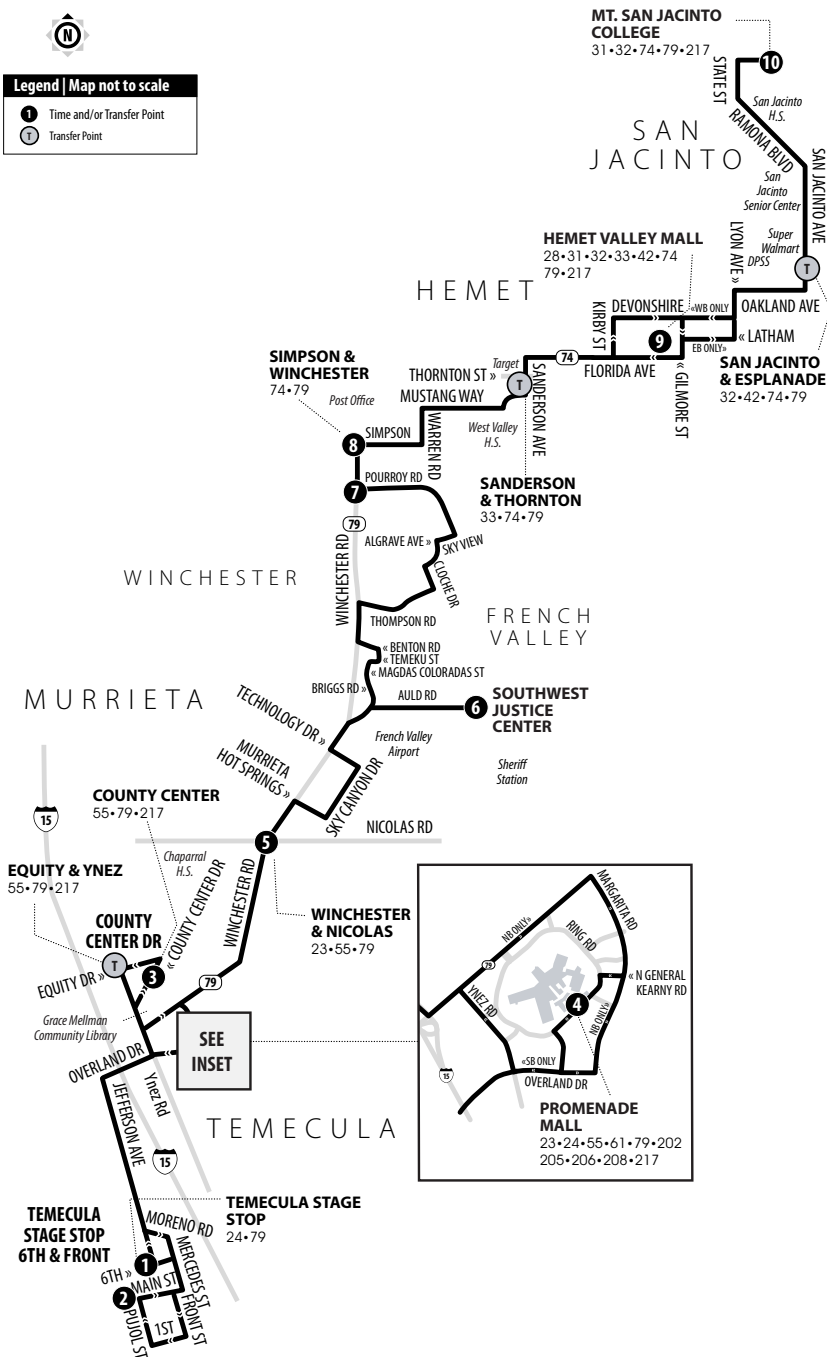 N
Legend | Map not to scale
1 Time and/or Transfer Point
T Transfer Point
MT. SAN JACINTO
COLLEGE
31•32•74•79•217
10
STATE ST
San Jacinto
H.S.
RAMONA BLVD
SAN
JACINTO
San
Jacinto
Senior Center
SAN JACINTO AVE
Super
Walmart
LYON AVE »
DPSS
T
HEMET VALLEY MALL
28•31•32•33•42•74
79•217
HEMET
KIRBY ST
DEVONSHIRE
«WB ONLY
OAKLAND AVE
9
« LATHAM
EB ONLY»
74
FLORIDA AVE
« GILMORE ST
SAN JACINTO
& ESPLANADE
32•42•74•79
SIMPSON &
WINCHESTER
74•79
Post Office
Target
THORNTON ST »
MUSTANG WAY
T
SANDERSON AVE
WARREN RD
West Valley
H.S.
8
SIMPSON
SANDERSON
& THORNTON
33•74•79
7
POURROY RD
79
ALGRAVE AVE »
SKY VIEW
WINCHESTER RD
CLOCHE DR
WINCHESTER
THOMPSON RD
FRENCH
VALLEY
« BENTON RD
« TEMEKU ST
« MAGDAS COLORADAS ST
BRIGGS RD »
AULD RD
6
SOUTHWEST
JUSTICE
CENTER
MURRIETA
TECHNOLOGY DR »
French Valley
Airport
Sheriff
Station
MURRIETA
HOT SPRINGS »
SKY CANYON DR
COUNTY CENTER
55•79•217
15
NICOLAS RD
5
Chaparral
H.S.
EQUITY & YNEZ
55•79•217
« COUNTY CENTER DR
WINCHESTER RD
WINCHESTER
& NICOLAS
23•55•79
COUNTY
CENTER DR
T
3
EQUITY DR »
79
Grace Mellman
Community Library
SEE
INSET
OVERLAND DR
Ynez Rd
JEFFERSON AVE
TEMECULA
15
MARGARITA RD
NB ONLY»
RING RD
79
« N GENERAL
KEARNY RD
YNEZ RD
4
NB ONLY»
15
«SB ONLY
OVERLAND DR
PROMENADE
MALL
23•24•55•61•79•202
205•206•208•217
TEMECULA STAGE
STOP
24•79
TEMECULA
STAGE STOP
6TH & FRONT
MORENO RD
1
6TH »
MERCEDES ST
2
MAIN ST
PUJOL ST
1ST
FRONT ST